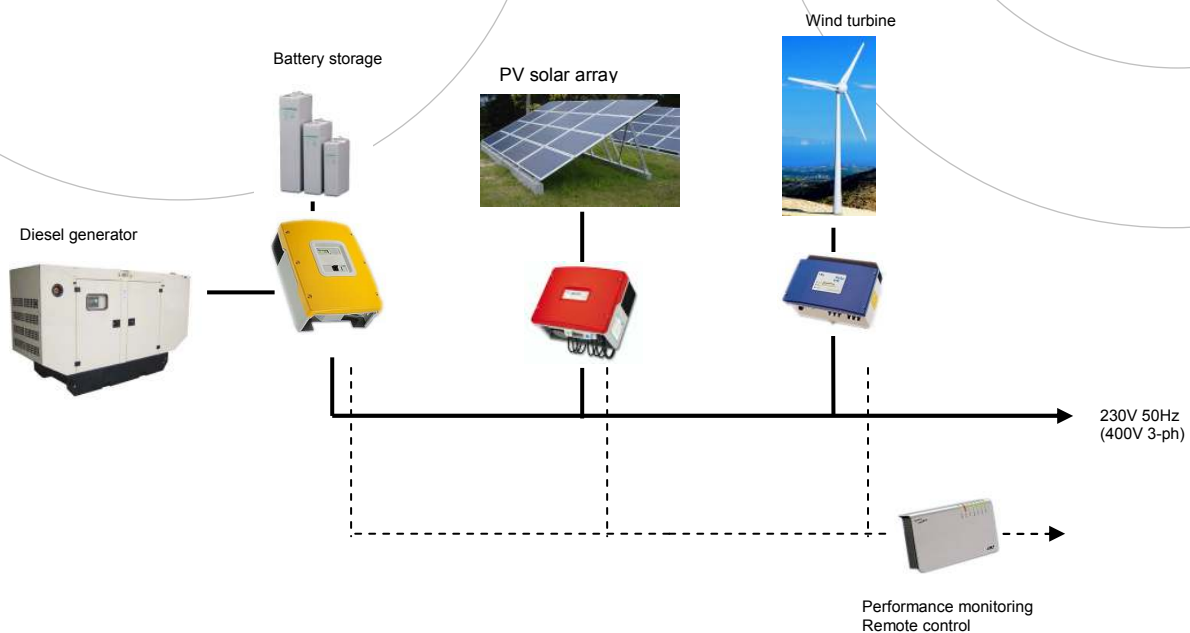 Wind turbine
Battery storage
PV solar array
Diesel generator
230V 50Hz
(400V 3-ph)
Performance monitoring
Remote control